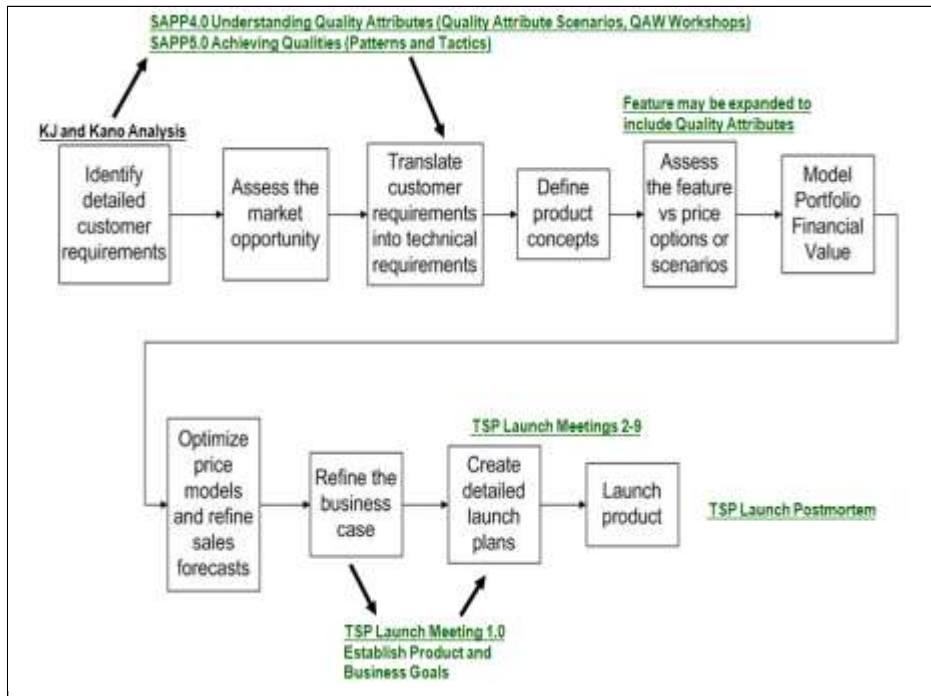 SAPP4.0 Understanding Quality Attributes (Quality Attribute Scenarios, QAW Workshops)
SAPP5.0 Achieving Qualities (Patterns and Tactics)
KJ and Kano Analysis
Feature may be expanded to
include Quality Attributes
Identify
detailed
customer
requirements
Assess the
market
opportunity
Translate
customer
requirements
into technical
requirements
Define
product
concepts
Assess
the feature
vs price
options or
scenarios
Model
Portfolio
Financial
Value
TSP Launch Meetings 2-9
Optimize
price
models
and refine
sales
forecasts
Refine the
business
case
Create
detailed
launch
plans
Launch
product
TSP Launch Postmortem
TSP Launch Meeting 1.0
Establish Product and
Business Goals